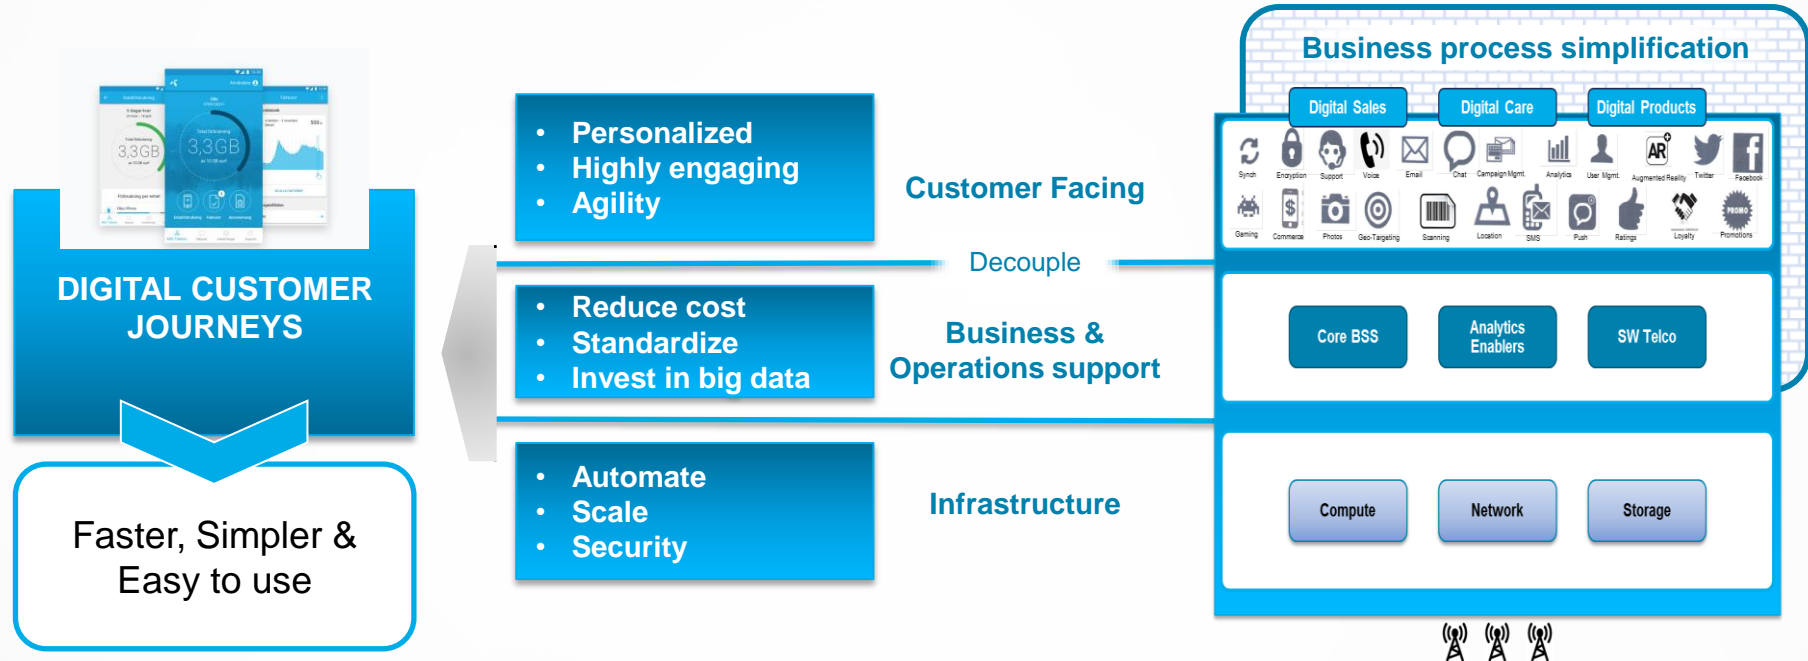 Business process simplification
Digital Sales
Digital Care
Digital Products
Synch
Encryption
Support
Voice
Email
Chat
Campaign Mgmt.
Analytics
User Mgmt.
AR
Augmented Reality
Twitter
Facebook
Gaming
Commerce
Photos
Geo-Targeting
Scanning
Location
SMS
Push
Ratings
Loyalty
PROMO
Promotions
• Personalized
• Highly engaging
• Agility
Customer Facing
Decouple
3,3GB
3,3GB
500
DIGITAL CUSTOMER
JOURNEYS
• Reduce cost
• Standardize
• Invest in big data
Business &
Operations support
Core BSS
Analytics
Enablers
SW Telco
Faster, Simpler &
Easy to use
• Automate
• Scale
• Security
Infrastructure
Compute
Network
Storage